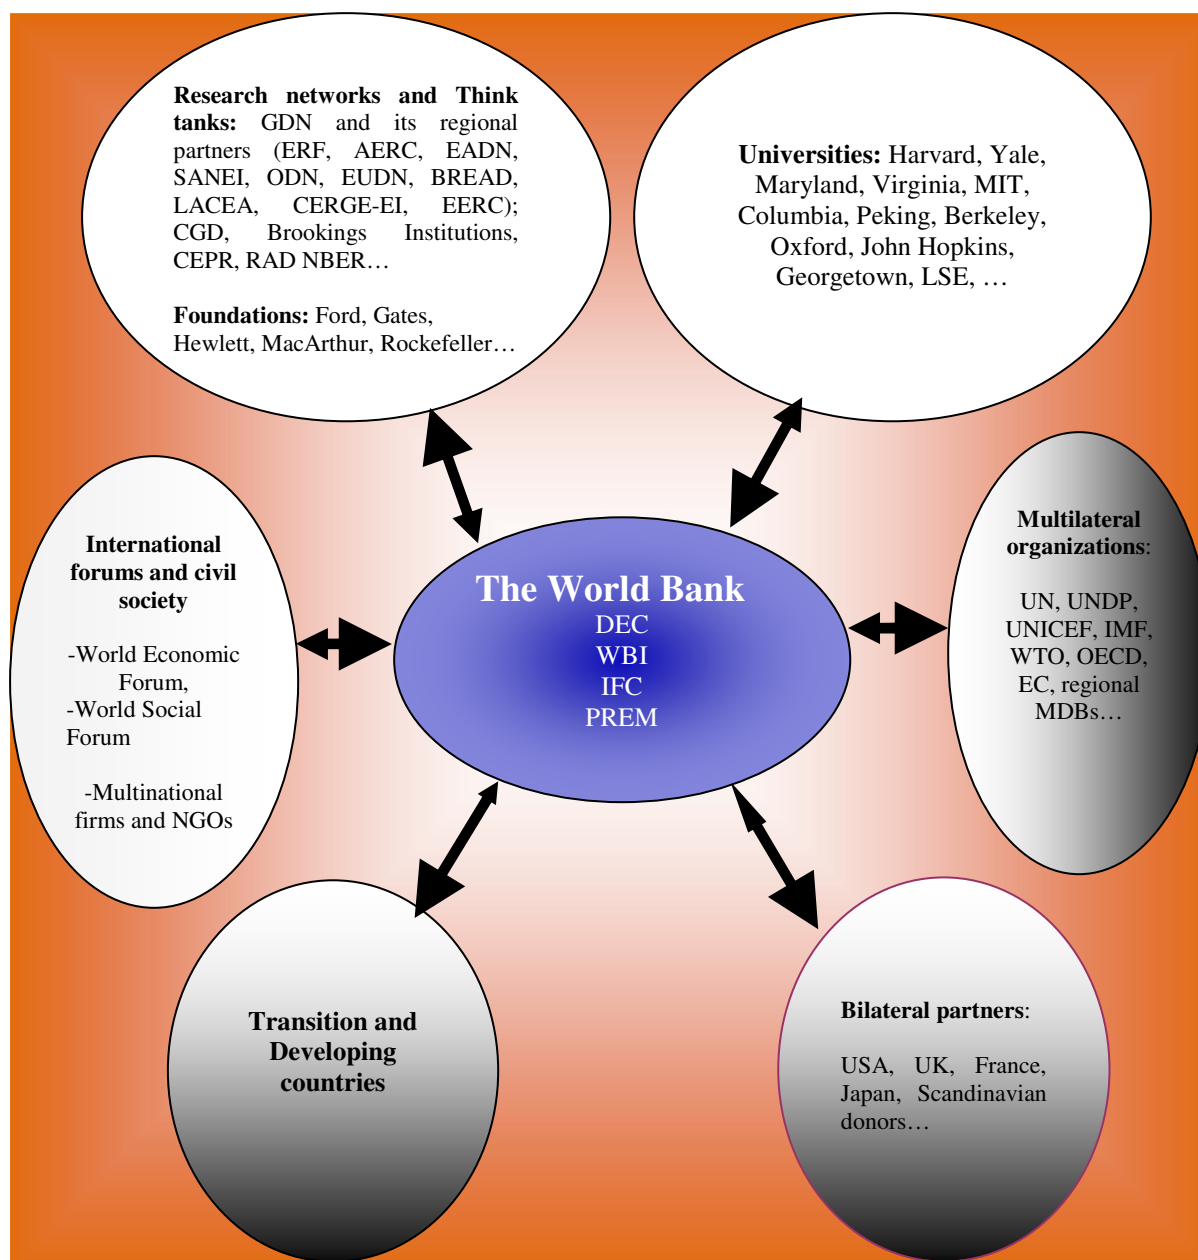 Research networks and Think
tanks: GDN and its regional
partners (ERF, AERC, EADN,
SANEI, ODN, EUDN, BREAD,
LACEA, CERGE-EI, EERC);
CGD, Brookings Institutions,
CEPR, RAD NBER…
Foundations: Ford, Gates,
Hewlett, MacArthur, Rockefeller…
Universities: Harvard, Yale,
Maryland, Virginia, MIT,
Columbia, Peking, Berkeley,
Oxford, John Hopkins,
Georgetown, LSE, …
International
forums and civil
society
-World Economic
Forum,
-World Social
Forum
-Multinational
firms and NGOs
The World Bank
DEC
WBI
IFC
PREM
Multilateral
organizations:
UN, UNDP,
UNICEF, IMF,
WTO, OECD,
EC, regional
MDBs…
Transition and
Developing
countries
Bilateral partners:
USA, UK, France,
Japan, Scandinavian
donors…